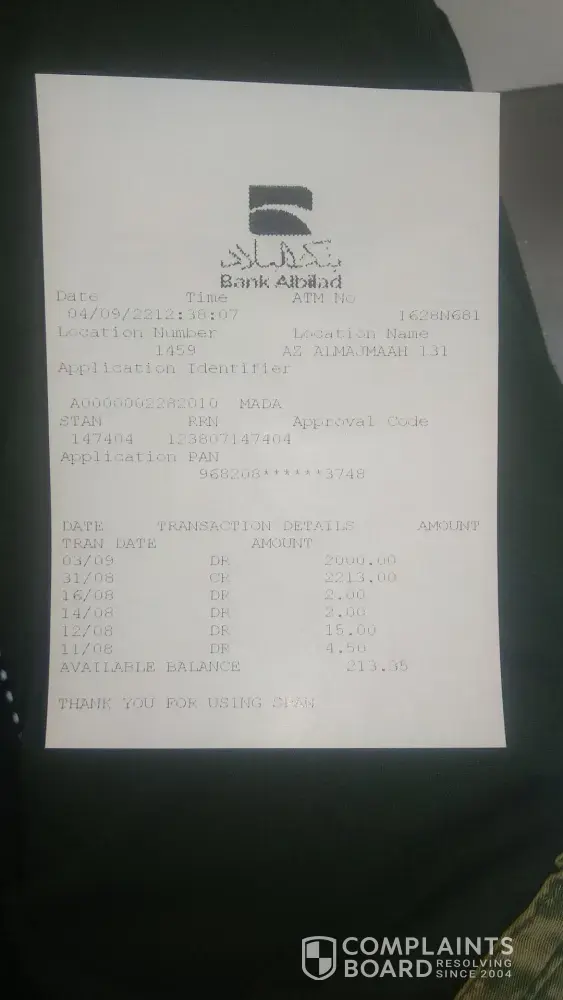 بنك البلاد
Bank Albilad
Date Time ATM No
04/09/2212:38:07 1628N681
Location Number Location Name
1459 AZ ALMAJMAAH 131
Application Identifier
A0000002282010 MADA
STAN RRN Approval Code
147404 123807147404
Application PAN
968208******3748
DATE TRANSACTION DETAILS AMOUNT
TRAN DATE AMOUNT
03/09 DR 2000.00
31/08 CR 2213.00
16/08 DR 2.00
14/08 DR 2.00
12/08 DR 15.00
11/08 DR 4.50
AVAILABLE BALANCE 213.35
THANK YOU FOR USING SPAN
COMPLAINTS
BOARD RESOLVING
SINCE 2004